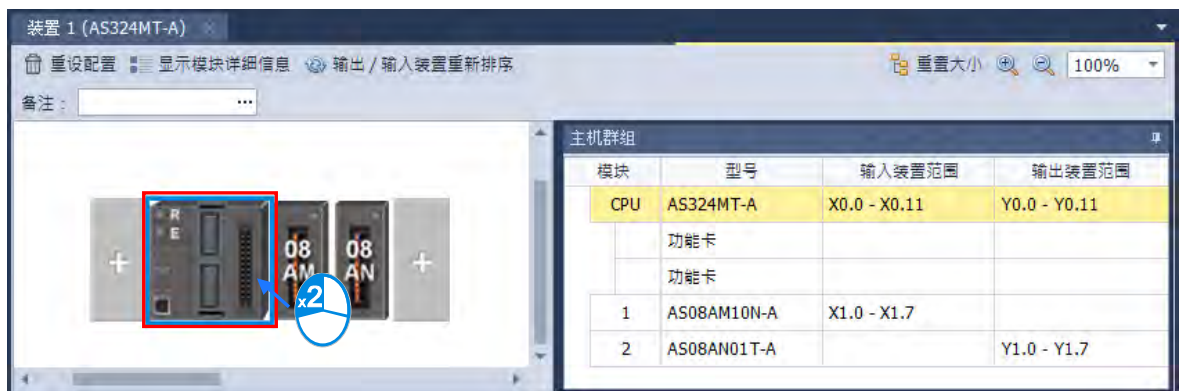 装置 1 (AS324MT-A)
重设配置 显示模块详细信息 输出 / 输入装置重新排序 重置大小 100%
备注 : ...
主机群组
模块 型号 输入装置范围 输出装置范围
CPU AS324MT-A X0.0 - X0.11 Y0.0 - Y0.11
功能卡
功能卡
1 AS08AM10N-A X1.0 - X1.7
2 AS08AN01T-A Y1.0 - Y1.7
R
E
08
AM
08
AN
+
+
x2